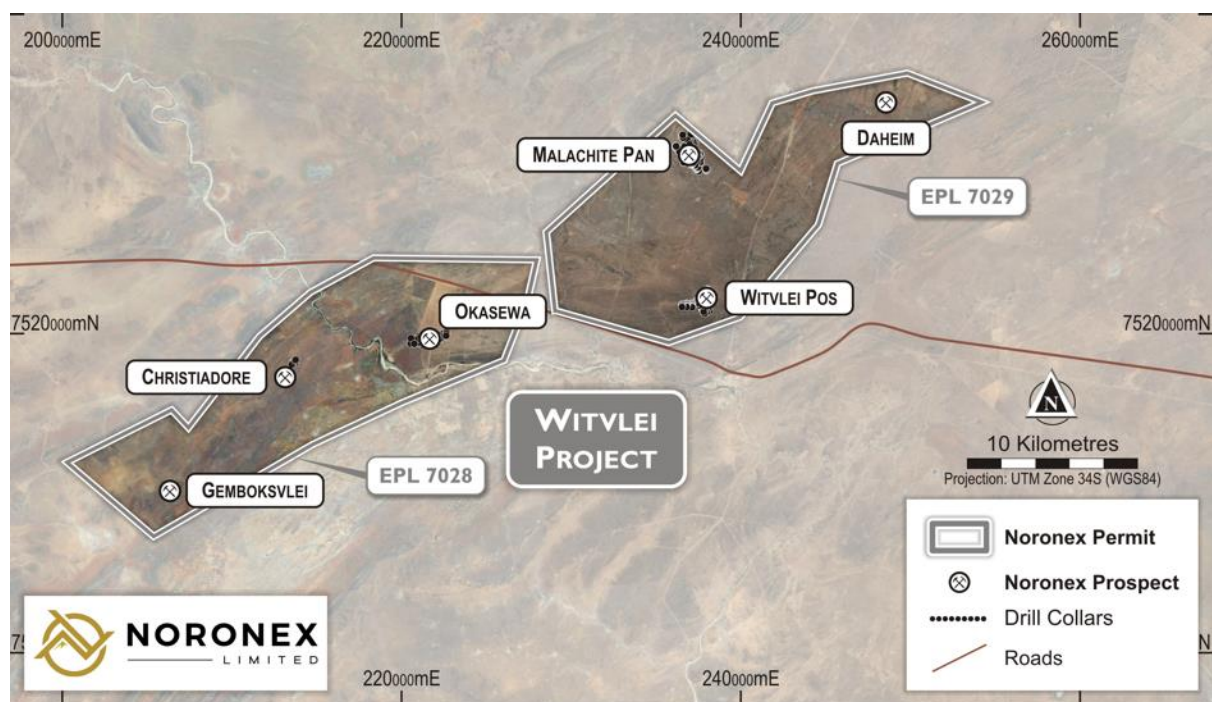 200000mE
220000mE
240000mE
260000mE
DAHEIM
MALACHITE PAN
EPL 7029
WITVLEI POS
OKASEWA
7520000mN
7520000mN
CHRISTIADORE
WITVLEI
PROJECT
N
10 Kilometres
Projection: UTM Zone 34S (WGS84)
EPL 7028
GEMBOKSVLEI
Noronex Permit
Noronex Prospect
Drill Collars
Roads
NORONEX
LIMITED
75
N
220000mE
240000mE